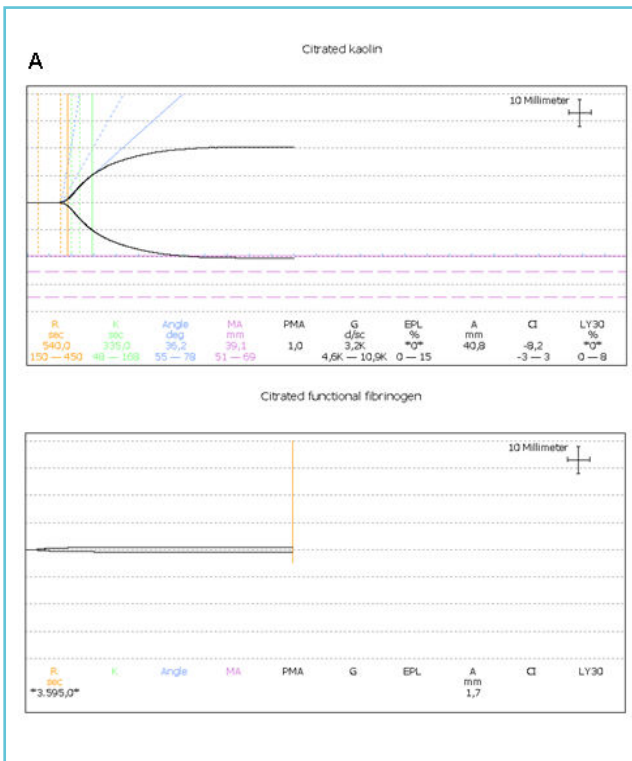 Citrated kaolin
A
10 Millimeter
R K Angle MA PMA G EPL A CI LY30
sec sec deg mm d/sc % mm %
540,0 335,0 36,2 39,1 1,0 3,2K *0* 40,8 -8,2 *0*
150 — 450 48 — 168 55 — 78 51 — 69 4,6K — 10,9K 0 — 15 -3 — 3 0 — 8
Citrated functional fibrinogen
10 Millimeter
R K Angle MA PMA G EPL A CI LY30
sec mm
*3.595,0* 1,7